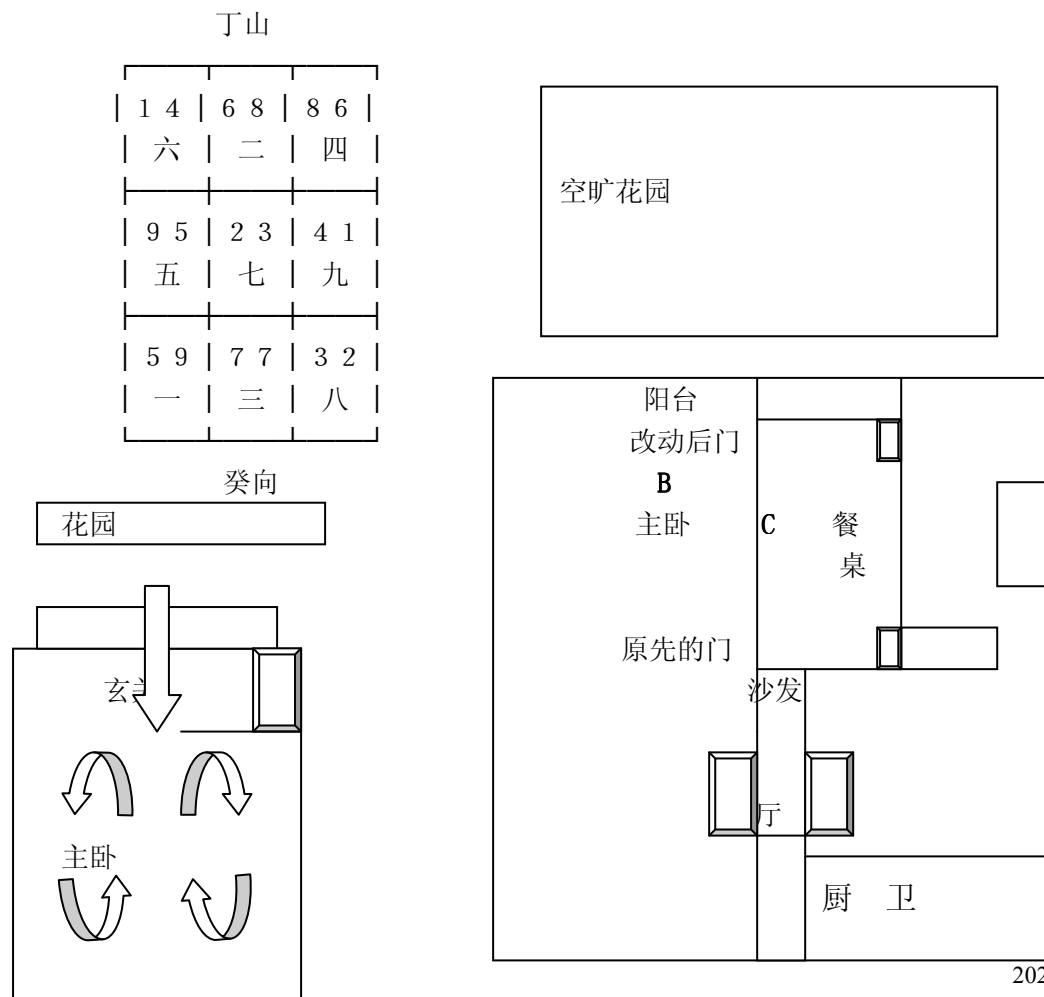 丁山
1 4 6 8 8 6
六 二 四
9 5 2 3 4 1
五 七 九
5 9 7 7 3 2
一 三 八
癸向
花园
玄
主卧
空旷花园
阳台
改动后门
B
主卧 C 餐
桌
原先的门
沙发
厅
厨 卫
202